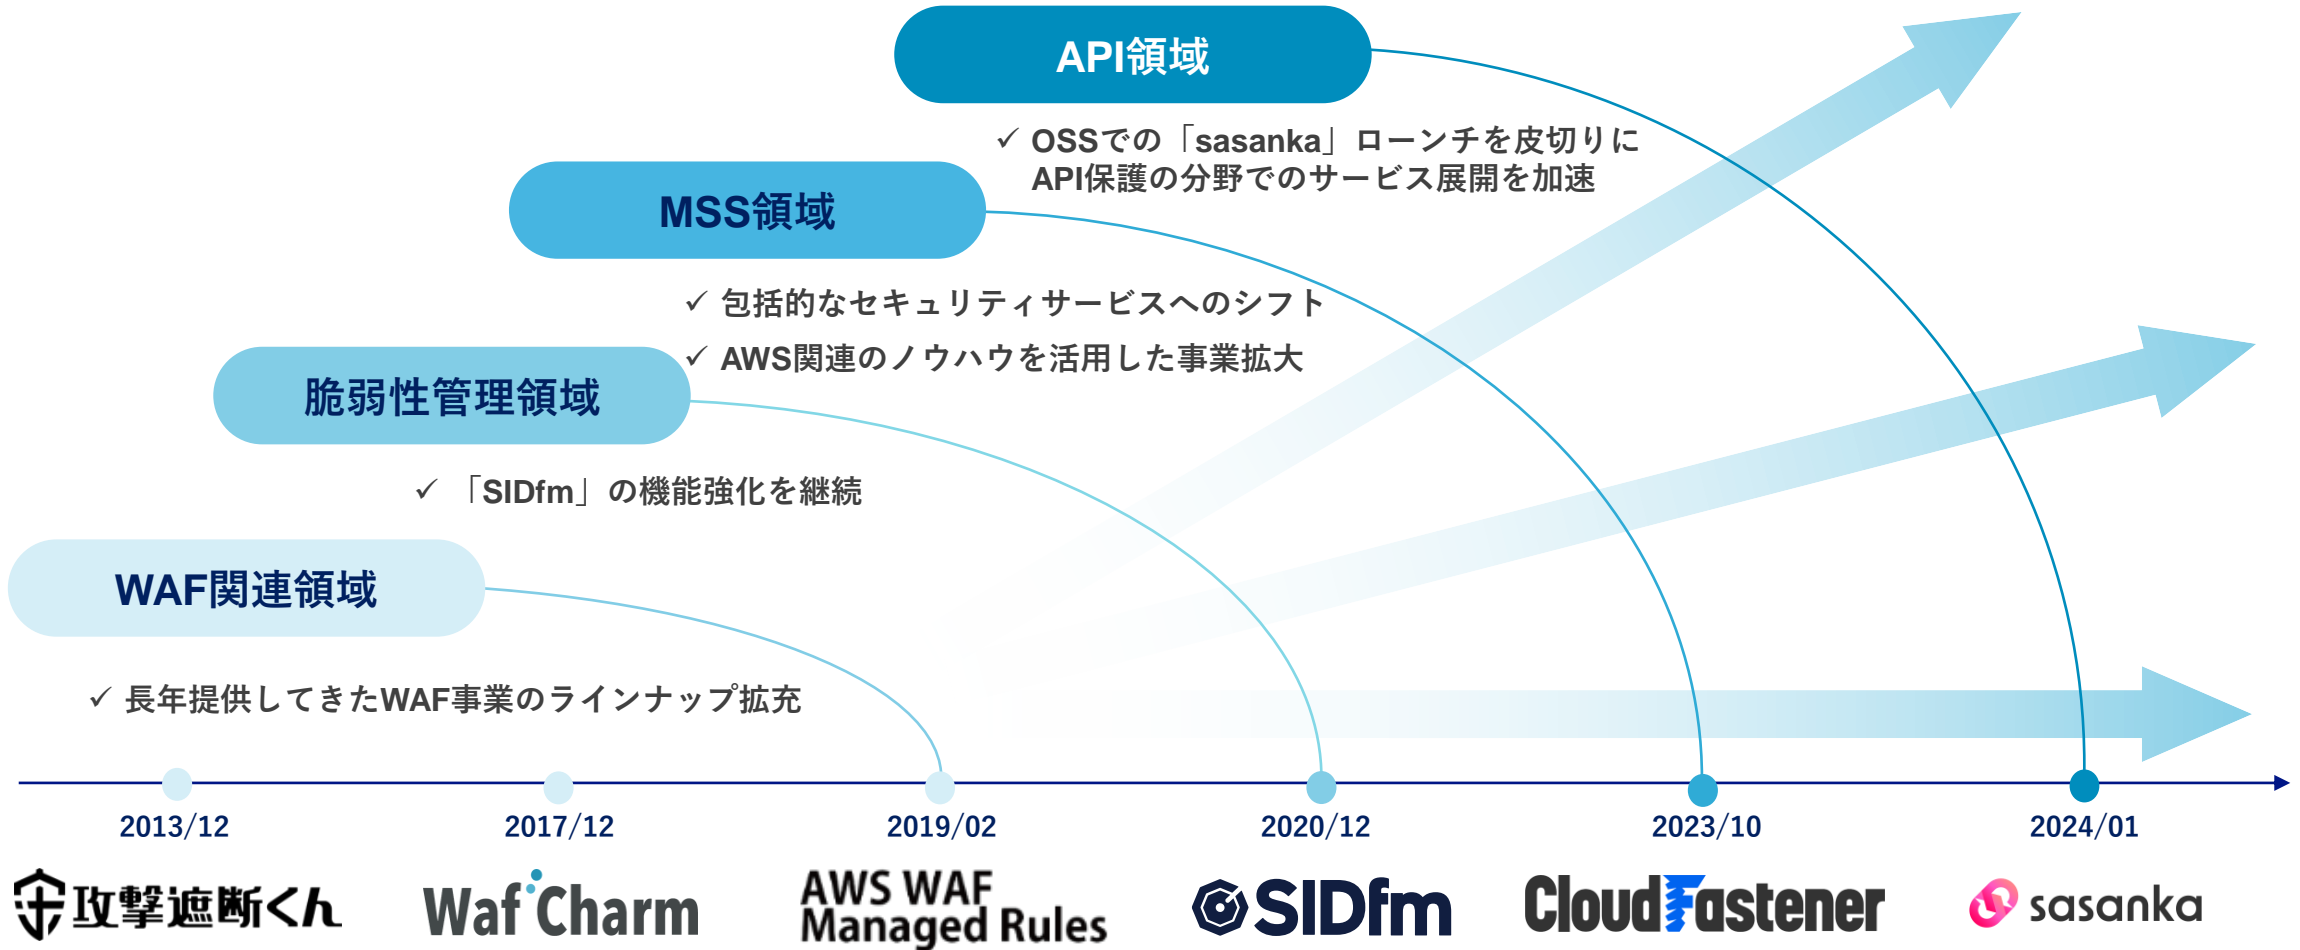 API領域
✓ OSSでの「sasanka」ローンチを皮切りに
API保護の分野でのサービス展開を加速
MSS領域
✓ 包括的なセキュリティサービスへのシフト
✓ AWS関連のノウハウを活用した事業拡大
脆弱性管理領域
✓ 「SIDfm」の機能強化を継続
WAF関連領域
✓ 長年提供してきたWAF事業のラインナップ拡充
2013/12
2017/12
2019/02
2020/12
2023/10
2024/01
攻撃遮断くん
WafCharm
AWS WAF
Managed Rules
SIDfm
CloudFastener
sasanka